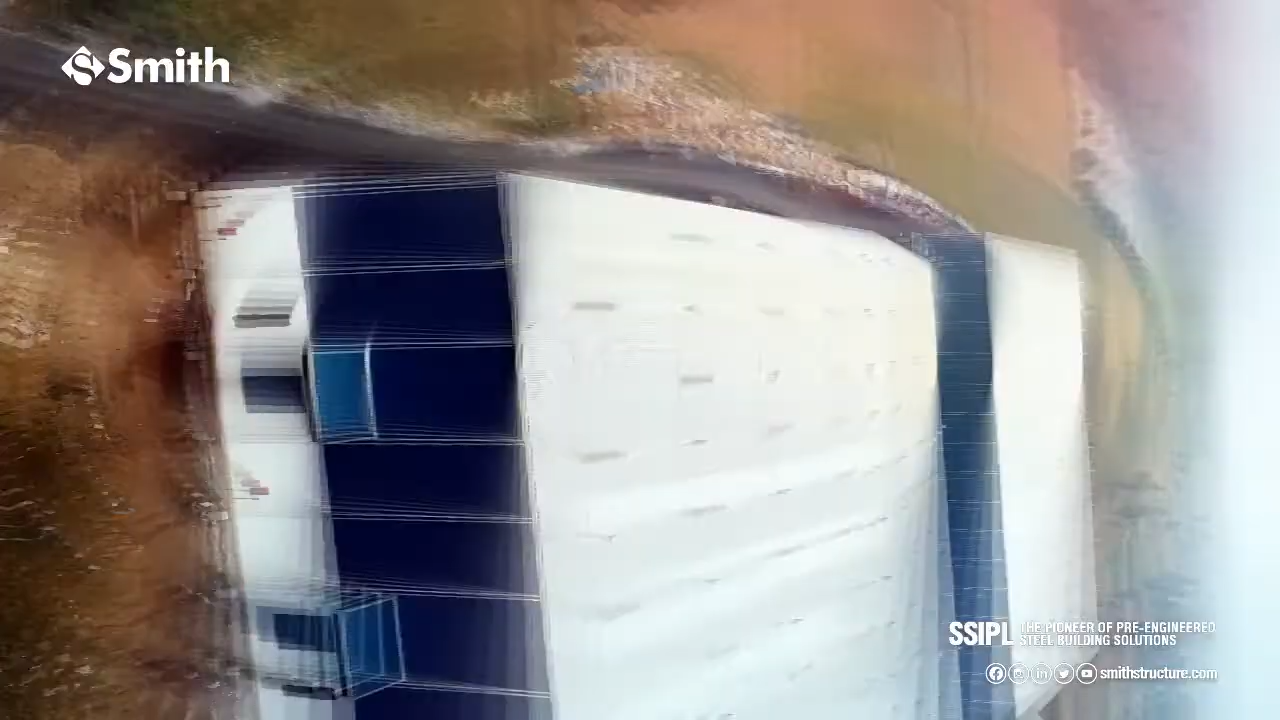 Smith
SSIPL THE PIONEER OF PRE-ENGINEERED
STEEL BUILDING SOLUTIONS
smithstructure.com